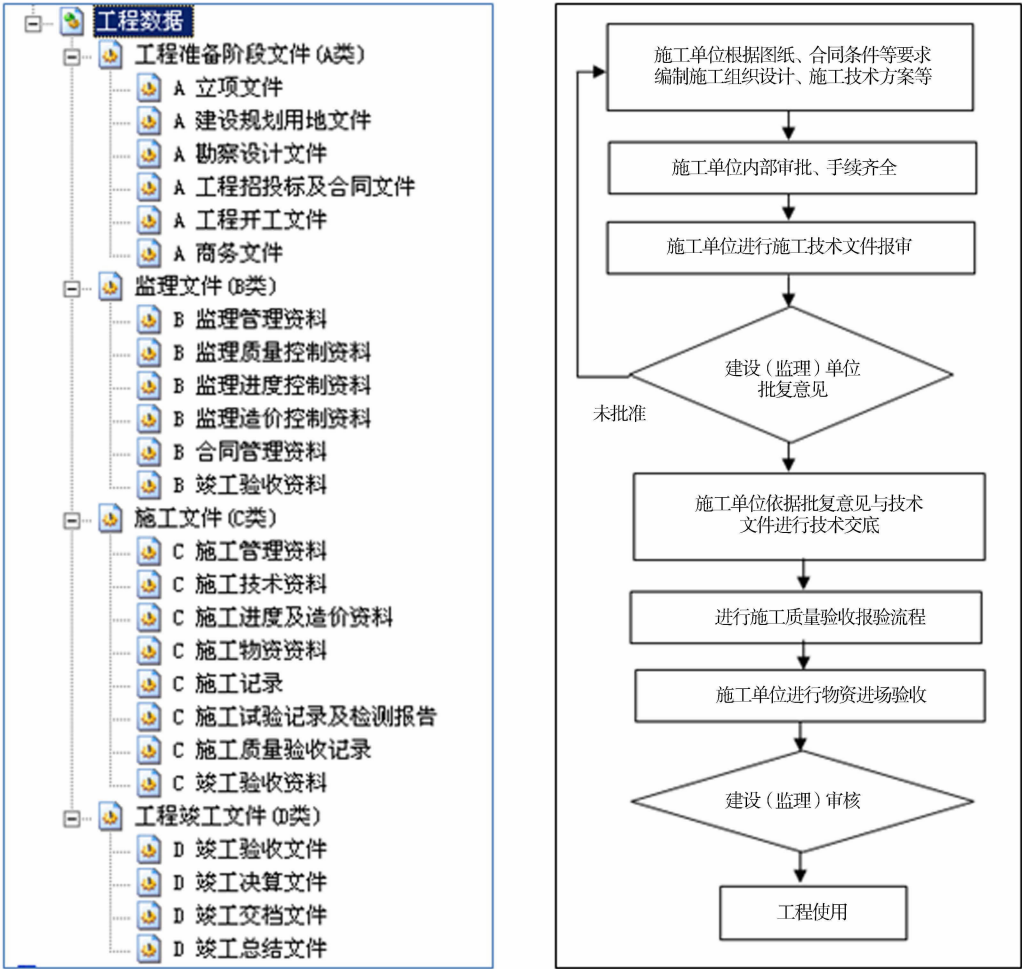 工程数据
工程准备阶段文件(A类)
A 立项文件
A 建设规划用地文件
A 勘察设计文件
A 工程招投标及合同文件
A 工程开工文件
A 商务文件
监理文件(B类)
B 监理管理资料
B 监理质量控制资料
B 监理进度控制资料
B 监理造价控制资料
B 合同管理资料
B 竣工验收资料
施工文件(C类)
C 施工管理资料
C 施工技术资料
C 施工进度及造价资料
C 施工物资资料
C 施工记录
C 施工试验记录及检测报告
C 施工质量验收记录
C 竣工验收资料
工程竣工文件(D类)
D 竣工验收文件
D 竣工决算文件
D 竣工交档文件
D 竣工总结文件
施工单位根据图纸、合同条件等要求
编制施工组织设计、施工技术方案等
施工单位内部审批、手续齐全
施工单位进行施工技术文件报审
建设（监理）单位
批复意见
未批准
施工单位依据批复意见与技术
文件进行技术交底
进行施工质量验收报验流程
施工单位进行物资进场验收
建设（监理）审核
工程使用